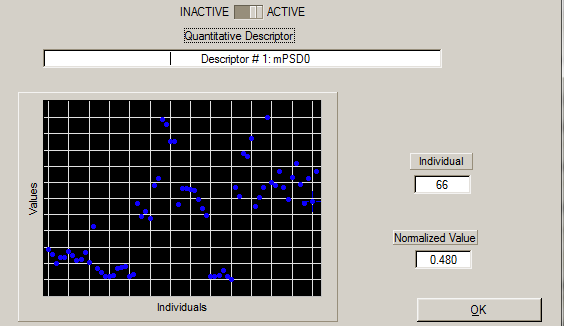 INACTIVE ACTIVE
Quantitative Descriptor
Descriptor # 1: mPSD0
Individual
66
Values
Normalized Value
0.480
Individuals
OK